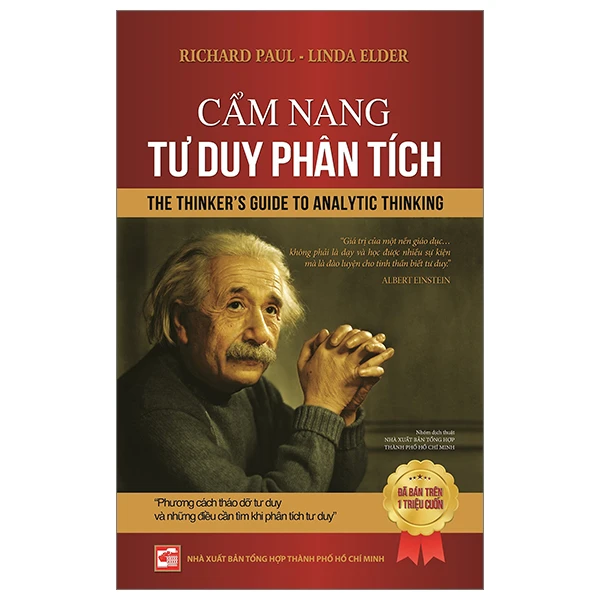 RICHARD PAUL - LINDA ELDER
CẨM NANG
TƯ DUY PHÂN TÍCH
THE THINKER'S GUIDE TO ANALYTIC THINKING
"Giá trị của một nền giáo dục...
không phải là dạy và học được nhiều sự kiện
mà là đào luyện cho tinh thần biết tư duy."
ALBERT EINSTEIN
Nhóm dịch thuật
NHÀ XUẤT BẢN TỔNG HỢP
THÀNH PHỐ HỒ CHÍ MINH
ĐÃ BÁN TRÊN
1 TRIỆU CUỐN
"Phương cách tháo dỡ tư duy
và những điều cần tìm khi phân tích tư duy"
NHÀ XUẤT BẢN TỔNG HỢP THÀNH PHỐ HỒ CHÍ MINH